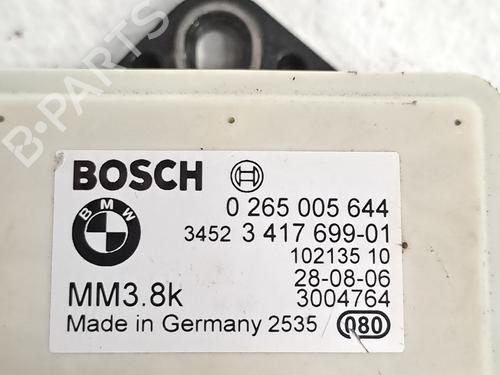 B-PARTS
BOSCH
BMW
0 265 005 644
3452 3 417 699-01
102135 10
28-08-06
MM3.8k 3004764
Made in Germany 2535 080